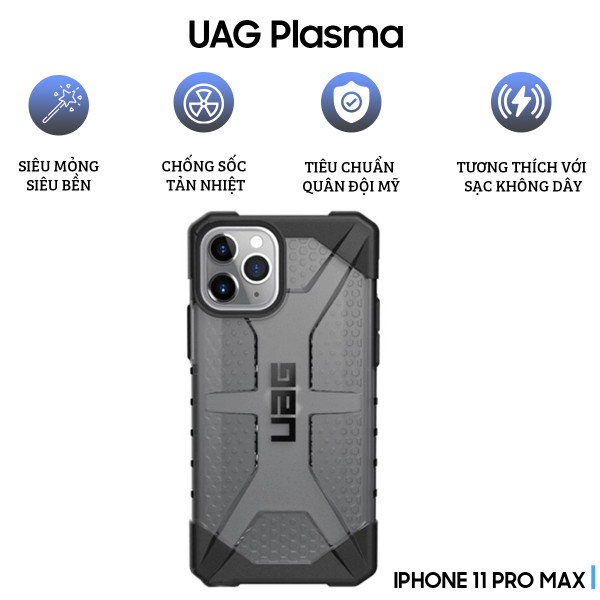 UAG Plasma
SIÊU MỎNG
SIÊU BỀN
CHỐNG SỐC
TẢN NHIỆT
TIÊU CHUẨN
QUÂN ĐỘI MỸ
TƯƠNG THÍCH VỚI
SẠC KHÔNG DÂY
UAG
IPHONE 11 PRO MAX